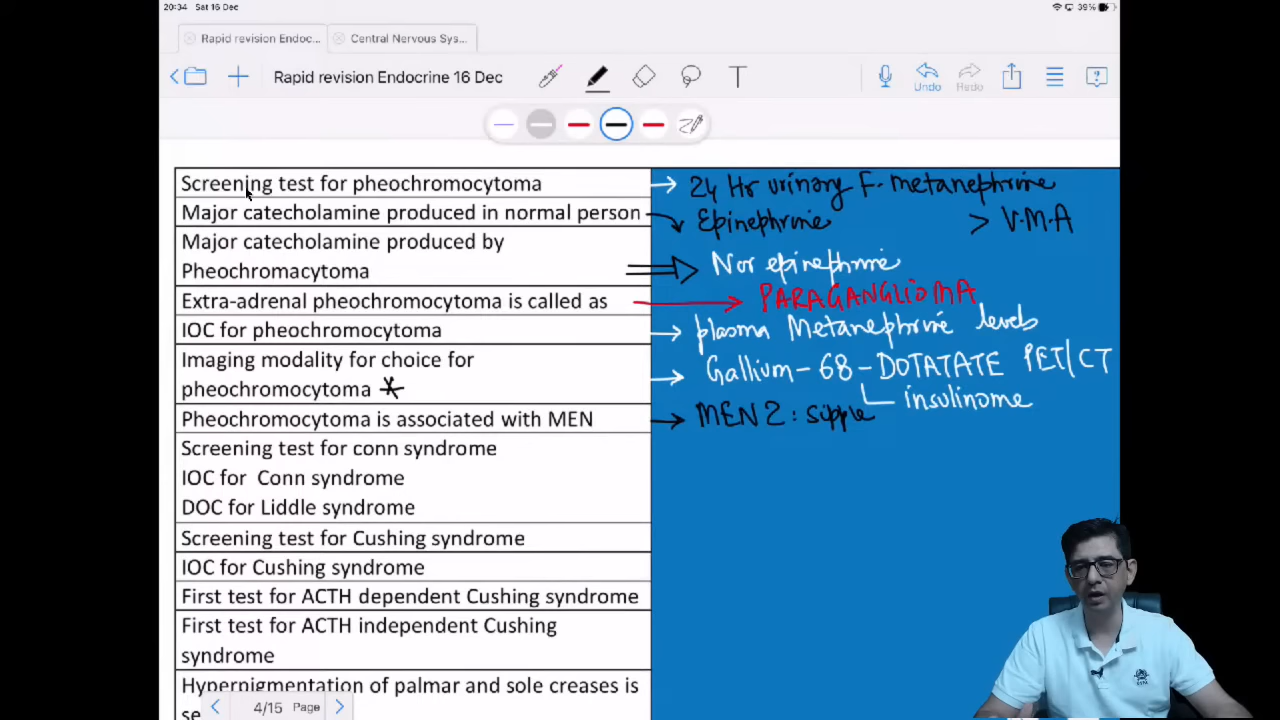 20:34 Sat 16 Dec 39%
Rapid revision Endoc... Central Nervous Sys...
Rapid revision Endocrine 16 Dec T Undo Redo
Screening test for pheochromocytoma → 24 Hr urinary F. metanephrine
Major catecholamine produced in normal person → Epinephrine > V.M.A
Major catecholamine produced by
Pheochromacytoma ⇒ Nor epinephrine
Extra-adrenal pheochromocytoma is called as → PARAGANGLIOMA
IOC for pheochromocytoma → plasma Metanephrine levels
Imaging modality for choice for
pheochromocytoma * → Gallium-68-DOTATATE PET/CT
insulinome
Pheochromocytoma is associated with MEN → MEN 2: sipple
Screening test for conn syndrome
IOC for Conn syndrome
DOC for Liddle syndrome
Screening test for Cushing syndrome
IOC for Cushing syndrome
First test for ACTH dependent Cushing syndrome
First test for ACTH independent Cushing
syndrome
Hyperpigmentation of palmar and sole creases is
se
4/15 Page